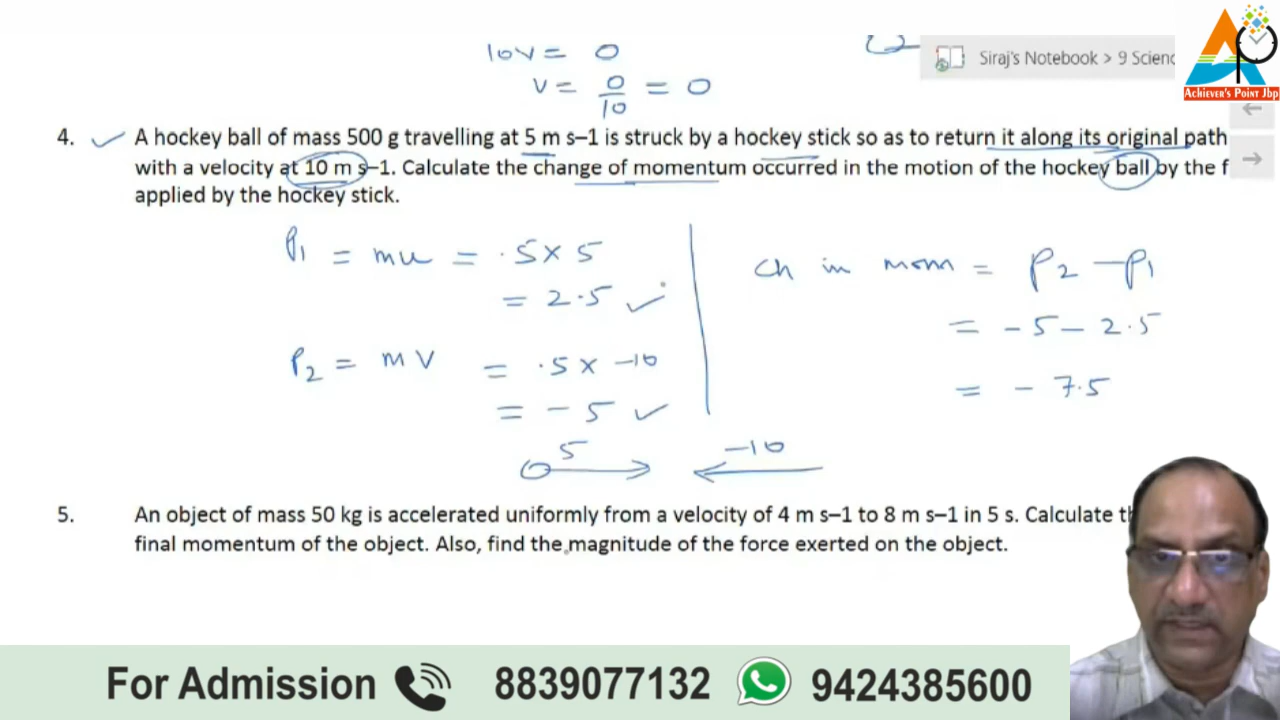 10v = 0
v = 0/10 = 0
Siraj's Notebook > 9 Scienc
ACHIEVER'S POINT JBP
4. A hockey ball of mass 500 g travelling at 5 m s–1 is struck by a hockey stick so as to return it along its original path
with a velocity at 10 m s–1. Calculate the change of momentum occurred in the motion of the hockey ball by the f
applied by the hockey stick.
P1 = mu = .5 x 5
= 2.5
P2 = mv = .5 x -10
= -5
5 -10
Ch in mom = P2 - P1
= -5 - 2.5
= - 7.5
5. An object of mass 50 kg is accelerated uniformly from a velocity of 4 m s–1 to 8 m s–1 in 5 s. Calculate th
final momentum of the object. Also, find the magnitude of the force exerted on the object.
For Admission 8839077132 9424385600